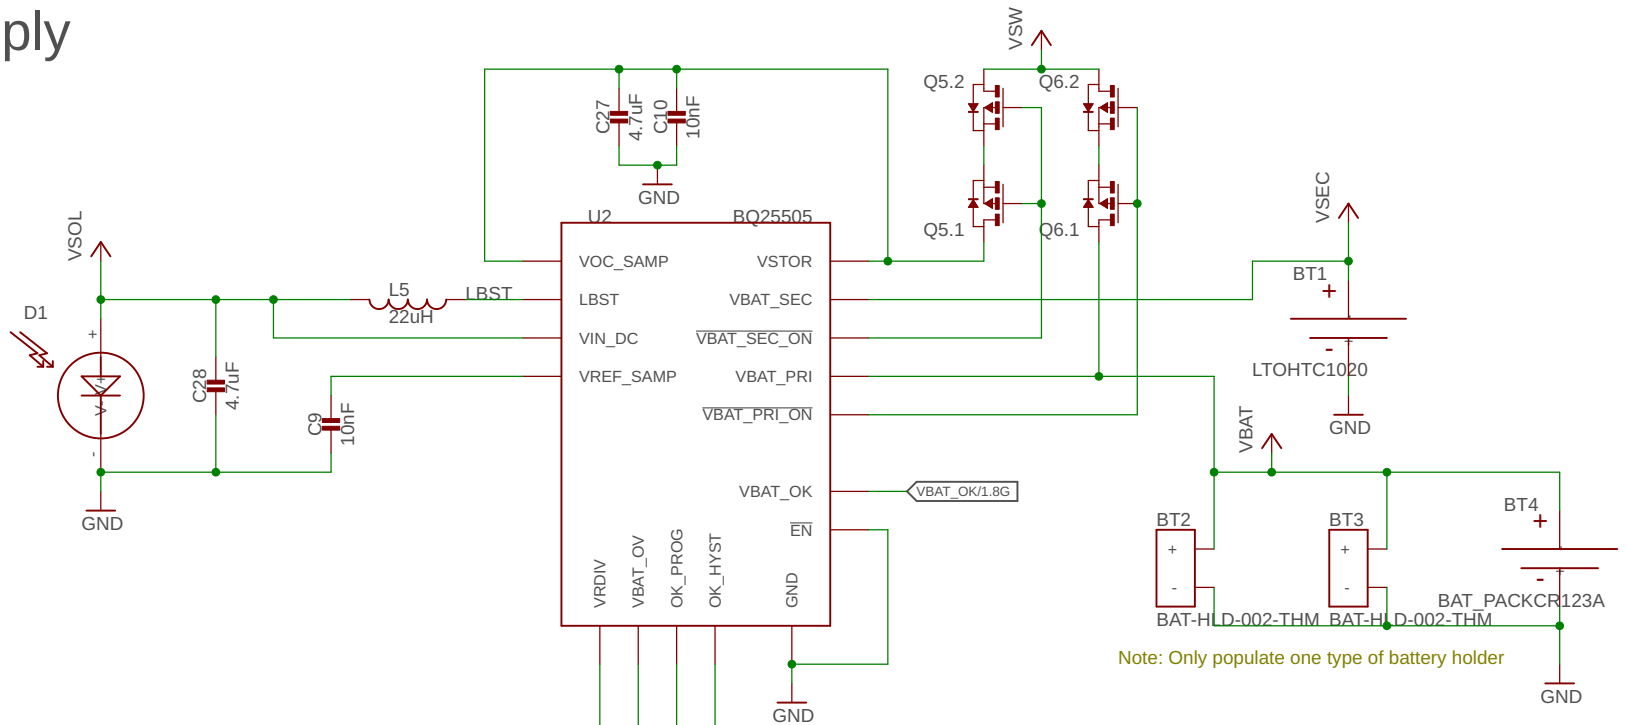 ply
VSW
Q5.2
Q6.2
C27
4.7uF
C10
10nF
GND
Q5.1
Q6.1
VSEC
VSOL
U2
BQ25505
VOC_SAMP
VSTOR
BT1
+
L5
LBST
LBST
VBAT_SEC
22uH
D1
+
VIN_DC
VBAT_SEC_ON
-
+
LTOHTC1020
VREF_SAMP
VBAT_PRI
C28
4.7uF
V+
V-
C9
10nF
VBAT_PRI_ON
GND
VBAT
-
VBAT_OK
VBAT_OK/1.8G
GND
EN
BT2
BT3
BT4
+
+
+
-
-
-
+
VRDIV
VBAT_OV
OK_PROG
OK_HYST
GND
BAT_PACKCR123A
BAT-HLD-002-THM
BAT-HLD-002-THM
Note: Only populate one type of battery holder
GND
GND